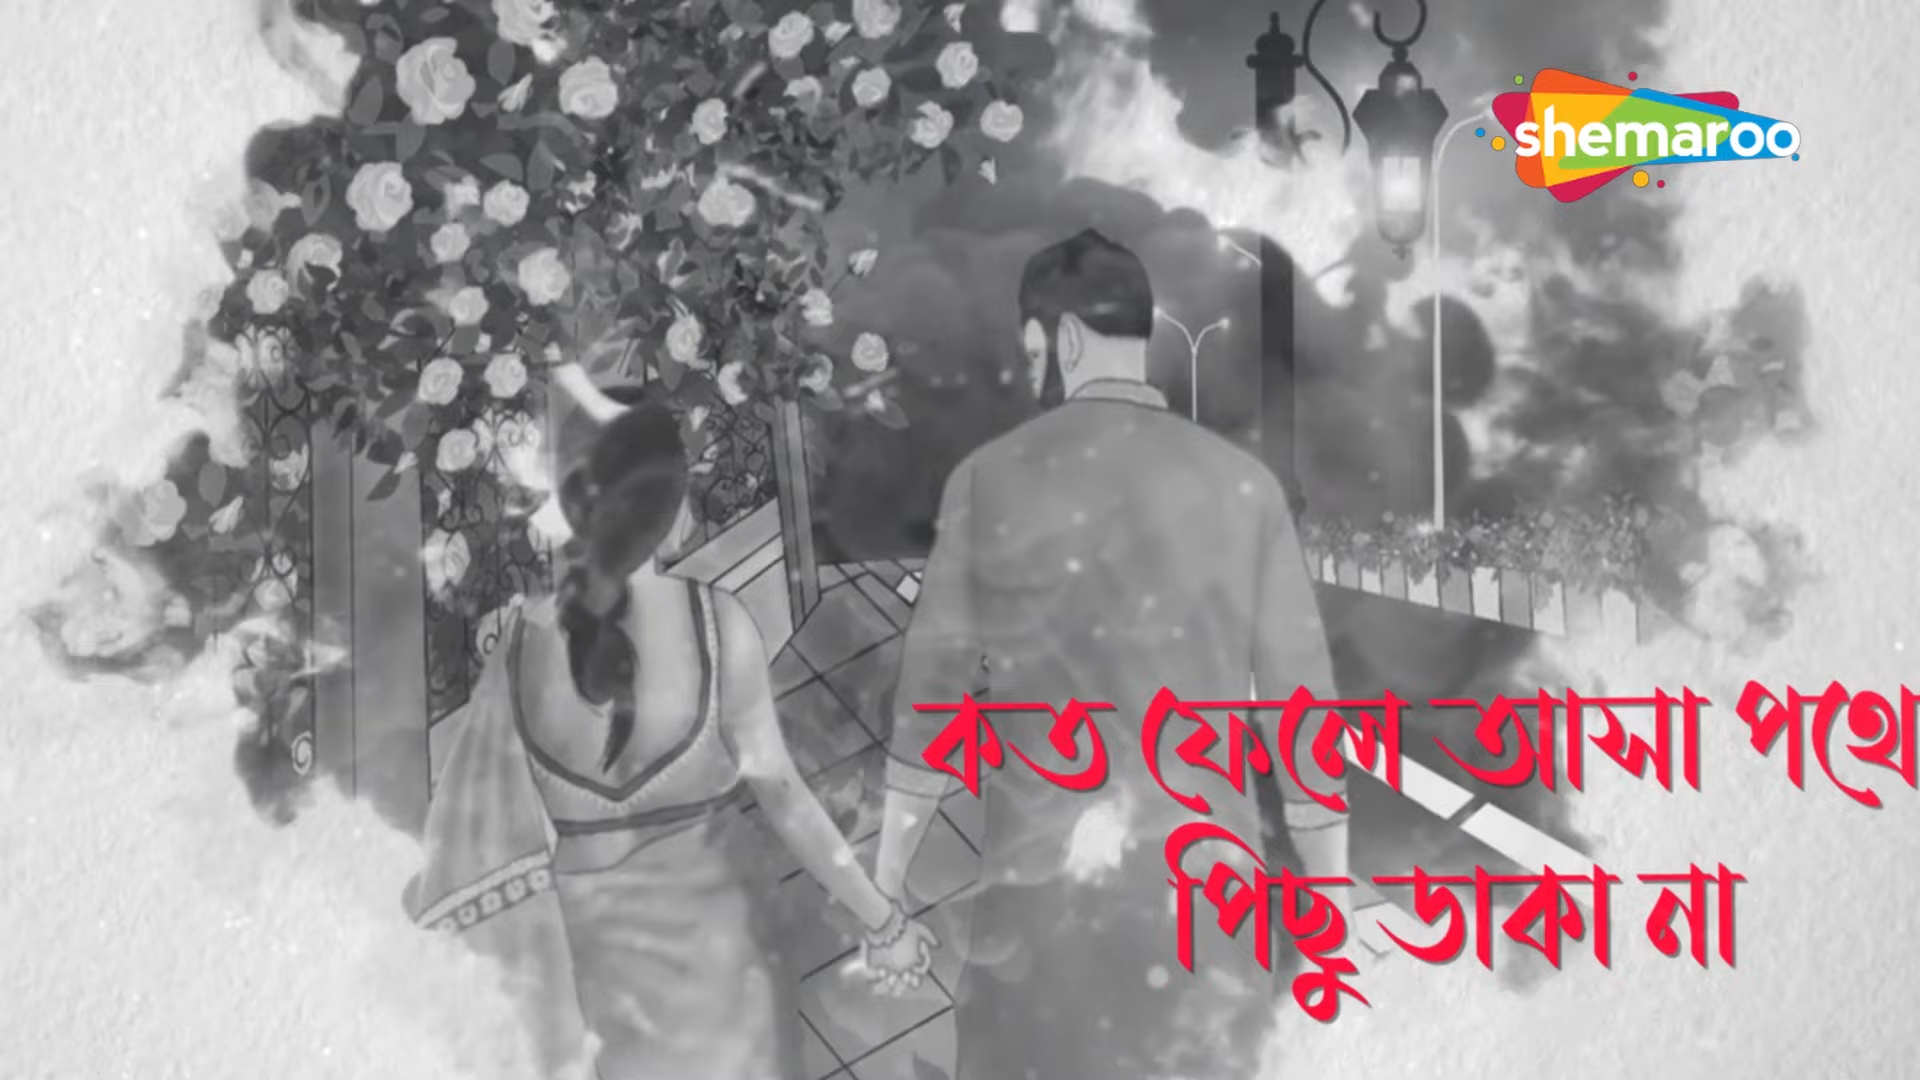 shemaroo
কত ফেলে আসা পথে
পিছু ডাকা না